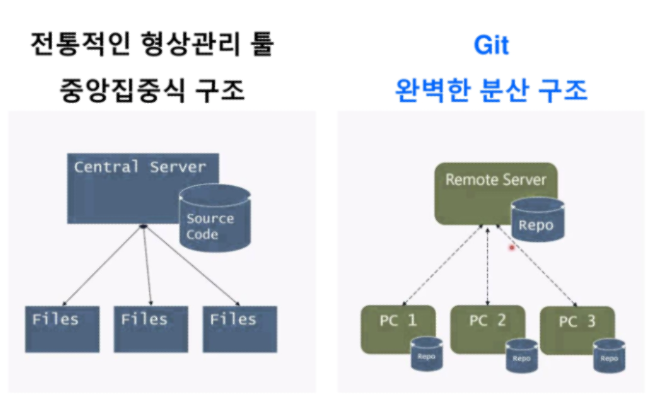 전통적인 형상관리 툴
중앙집중식 구조
Central Server
Source
Code
Files
Files
Files
Git
완벽한 분산 구조
Remote Server
Repo
PC 1
PC 2
PC 3
Repo
Repo
Repo